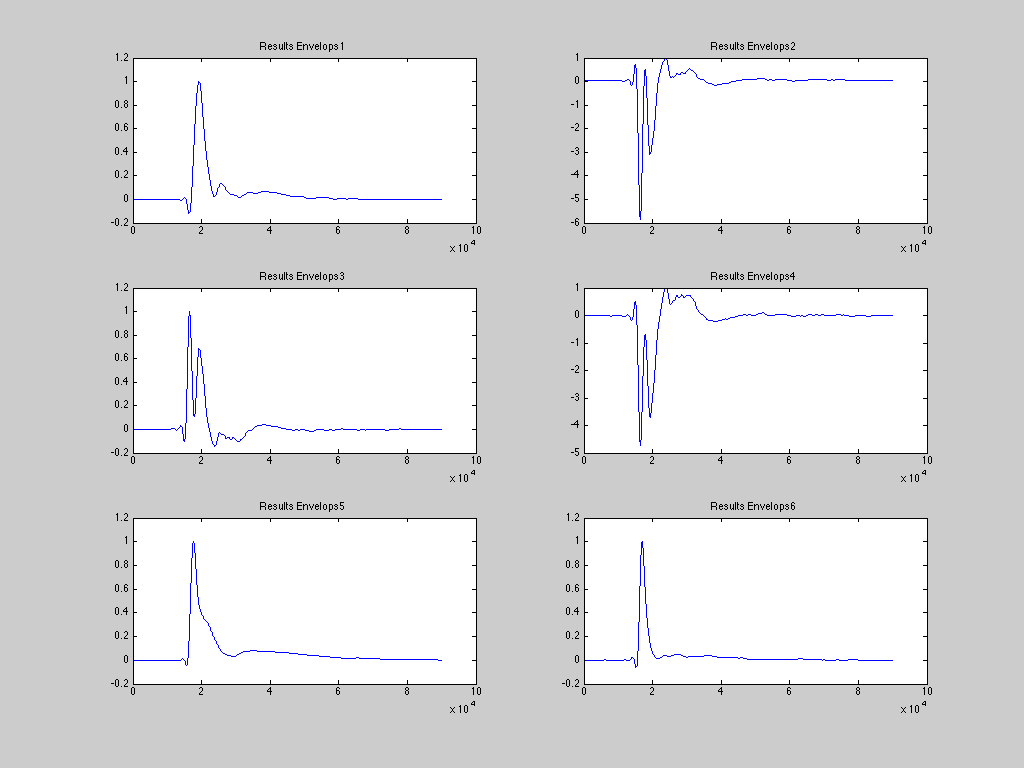 Results Envelops1
1.2
1
0.8
0.6
0.4
0.2
0
-0.2
0 2 4 6 8 10
x 10^4
Results Envelops2
1
0
-1
-2
-3
-4
-5
-6
0 2 4 6 8 10
x 10^4
Results Envelops3
1.2
1
0.8
0.6
0.4
0.2
0
-0.2
0 2 4 6 8 10
x 10^4
Results Envelops4
1
0
-1
-2
-3
-4
-5
0 2 4 6 8 10
x 10^4
Results Envelops5
1.2
1
0.8
0.6
0.4
0.2
0
-0.2
0 2 4 6 8 10
x 10^4
Results Envelops6
1.2
1
0.8
0.6
0.4
0.2
0
-0.2
0 2 4 6 8 10
x 10^4